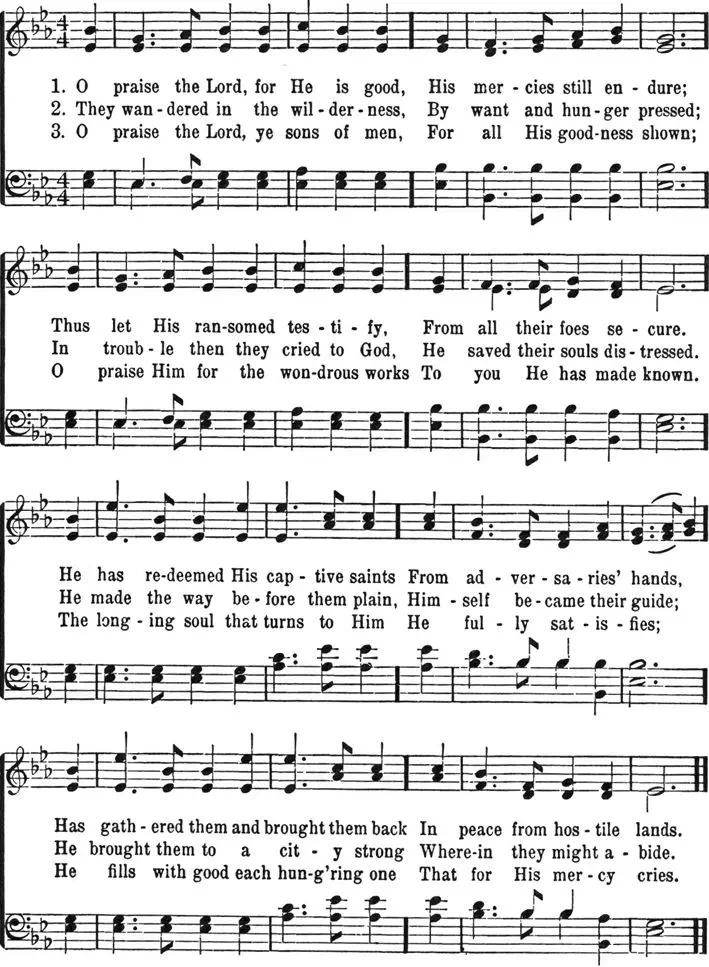 4 4
1. O praise the Lord, for He is good, His mer - cies still en - dure;
2. They wan - dered in the wil - der - ness, By want and hun - ger pressed;
3. O praise the Lord, ye sons of men, For all His good-ness shown;
4 4
Thus let His ran-somed tes - ti - fy, From all their foes se - cure.
In troub - le then they cried to God, He saved their souls dis - tressed.
O praise Him for the won-drous works To you He has made known.
He has re-deemed His cap - tive saints From ad - ver - sa - ries' hands,
He made the way be - fore them plain, Him - self be - came their guide;
The long - ing soul that turns to Him He ful - ly sat - is - fies;
Has gath - ered them and brought them back In peace from hos - tile lands.
He brought them to a cit - y strong Where-in they might a - bide.
He fills with good each hun-g'ring one That for His mer - cy cries.